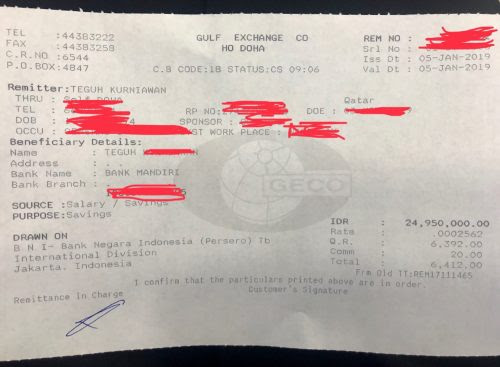 TEL :44383222
FAX :44383258
C.R.NO :6544
P.O.BOX:4847
GULF EXCHANGE CO
HO DOHA
C.B CODE:18 STATUS:CS 09:06
REM NO :
Srl No :
Iss Dt : 05-JAN-2019
Val Dt : 05-JAN-2019
Remitter:TEGUH KURNIAWAN
THRU : DOHA Qatar
TEL : RP NO: DOE :
DOB : SPONSOR :
OCCU : WORK PLACE :
Beneficiary Details:
Name : TEGUH
Address : . .
Bank Name : BANK MANDIRI
Bank Branch :
GECO
SOURCE :Salary / Savings
PURPOSE:Savings
DRAWN ON
B N I- Bank Negara Indonesia (Persero) Tb
International Division
Jakarta. Indonesia
IDR : 24,950,000.00
Rate : .0002562
Q.R. : 6,392.00
Comm : 20.00
Total : 6,412.00
Frm Old TT:REM17111465
I confirm that the particulars printed above are in order.
Remittance in Charge Customer's Signature